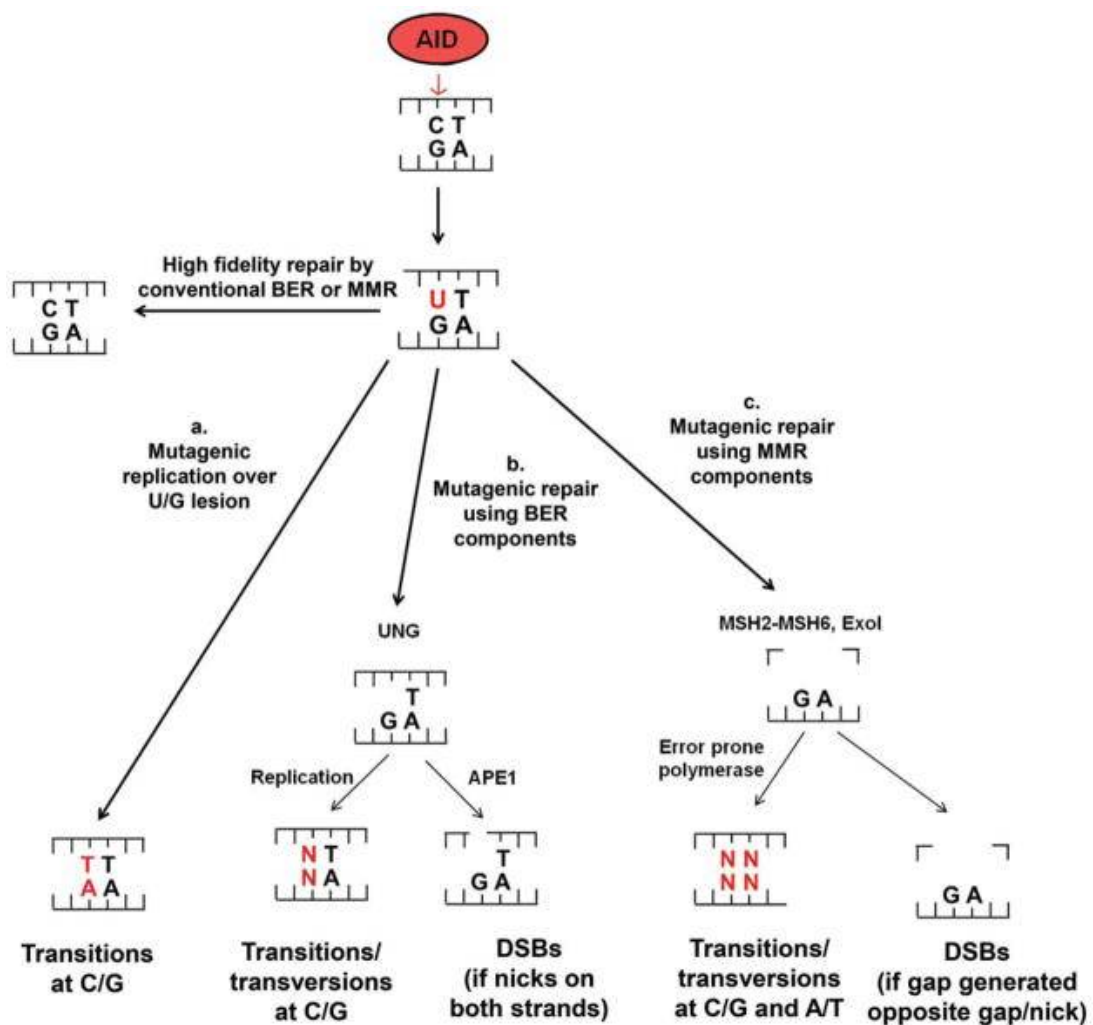 AID
C T
G A
High fidelity repair by
conventional BER or MMR
C T
G A
U T
G A
a.
Mutagenic
replication over
U/G lesion
b.
Mutagenic repair
using BER
components
c.
Mutagenic repair
using MMR
components
UNG
T
G A
MSH2-MSH6, ExoI
G A
Replication
APE1
Error prone
polymerase
T T
A A
N T
N A
T
G A
N N
N N
G A
Transitions
at C/G
Transitions/
transversions
at C/G
DSBs
(if nicks on
both strands)
Transitions/
transversions
at C/G and A/T
DSBs
(if gap generated
opposite gap/nick)